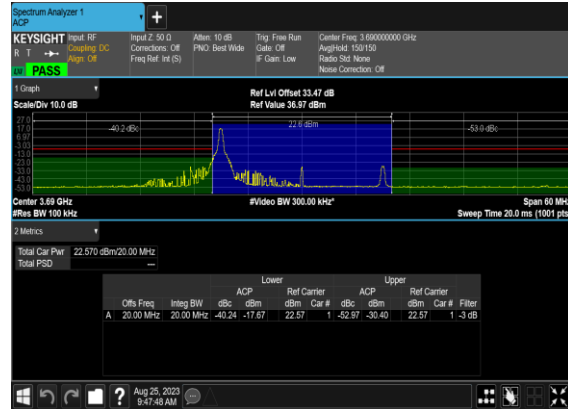 Spectrum Analyzer 1
ACP
KEYSIGHT Input: RF
R T Coupling: DC
Align: Off
PASS
Input Z: 50 Ω
Corrections: Off
Freq Ref: Int (S)
Atten: 10 dB
PNO: Best Wide
Trig: Free Run
Gate: Off
IF Gain: Low
Center Freq: 3.690000000 GHz
Avg|Hold: 150/150
Radio Std: None
Noise Correction: Off
1 Graph
Scale/Div 10.0 dB
Ref Lvl Offset 33.47 dB
Ref Value 36.97 dBm
27.0
17.0
6.97
-3.03
-13.0
-23.0
-33.0
-43.0
-53.0
-40.2 dBc
22.6 dBm
-53.0 dBc
Center 3.69 GHz
#Res BW 100 kHz
#Video BW 300.00 kHz*
Span 60 MHz
Sweep Time 20.0 ms (1001 pts
2 Metrics
Total Car Pwr 22.570 dBm/20.00 MHz
Total PSD ---
Lower Upper
ACP Ref Carrier ACP Ref Carrier
Offs Freq Integ BW dBc dBm dBm Car # dBc dBm dBm Car # Filter
A 20.00 MHz 20.00 MHz -40.24 -17.67 22.57 1 -52.97 -30.40 22.57 1 -3 dB
?
Aug 25, 2023
9:47:48 AM